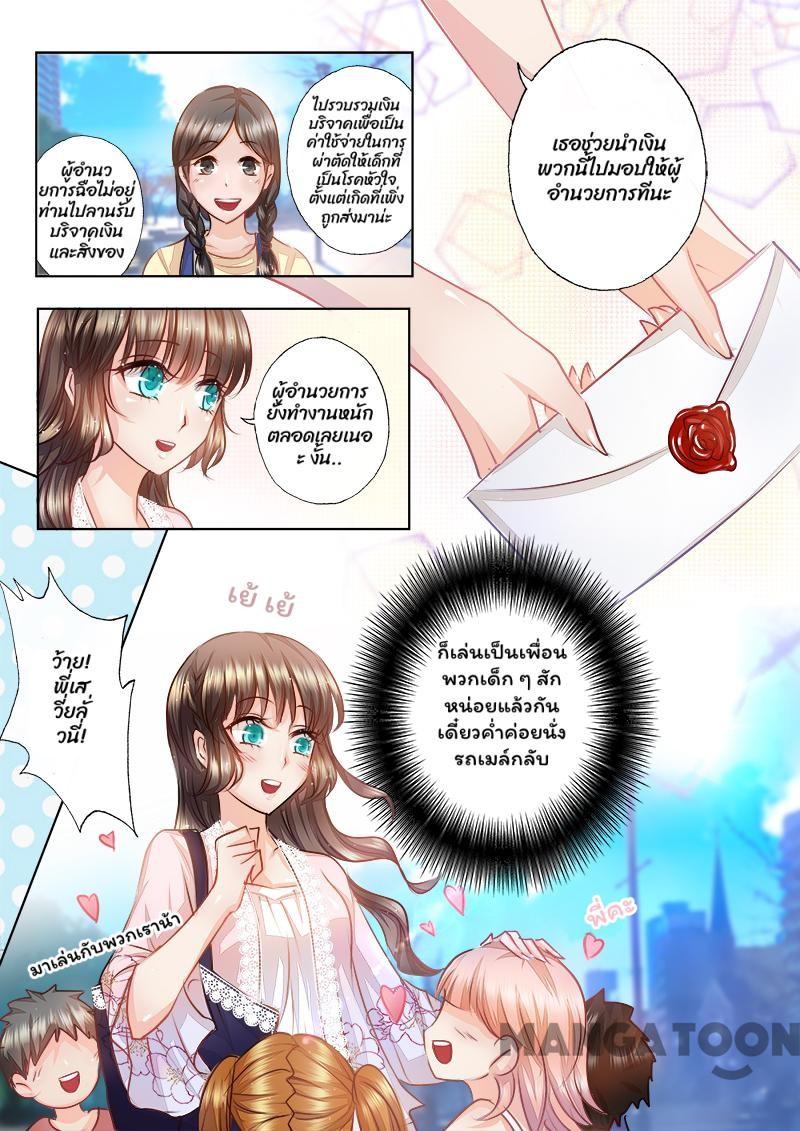 เธอช่วยนำเงิน
พวกนี้ไปมอบให้ผู้
อำนวยการทีนะ
ไปรวบรวมเงิน
บริจาคเพื่อเป็น
ค่าใช้จ่ายในการ
ผ่าตัดให้เด็กที่
เป็นโรคหัวใจ
ตั้งแต่เกิดที่เพิ่ง
ถูกส่งมาน่ะ
ผู้อำนว
ยการฉือไม่อยู่
ท่านไปลานรับ
บริจาคเงิน
และสิ่งของ
ผู้อำนวยการ
ยังทำงานหนัก
ตลอดเลยเนอ
ะ งั้น..
เย้ เย้
ก็เล่นเป็นเพื่อน
พวกเด็ก ๆ สัก
หน่อยแล้วกัน
เดี๋ยวค่ำค่อยนั่ง
รถเมล์กลับ
ว้าย!
พี่เส
วี่ยลั่
วนี่!
มาเล่นกับพวกเราน้า
พี่คะ
MANGATOON